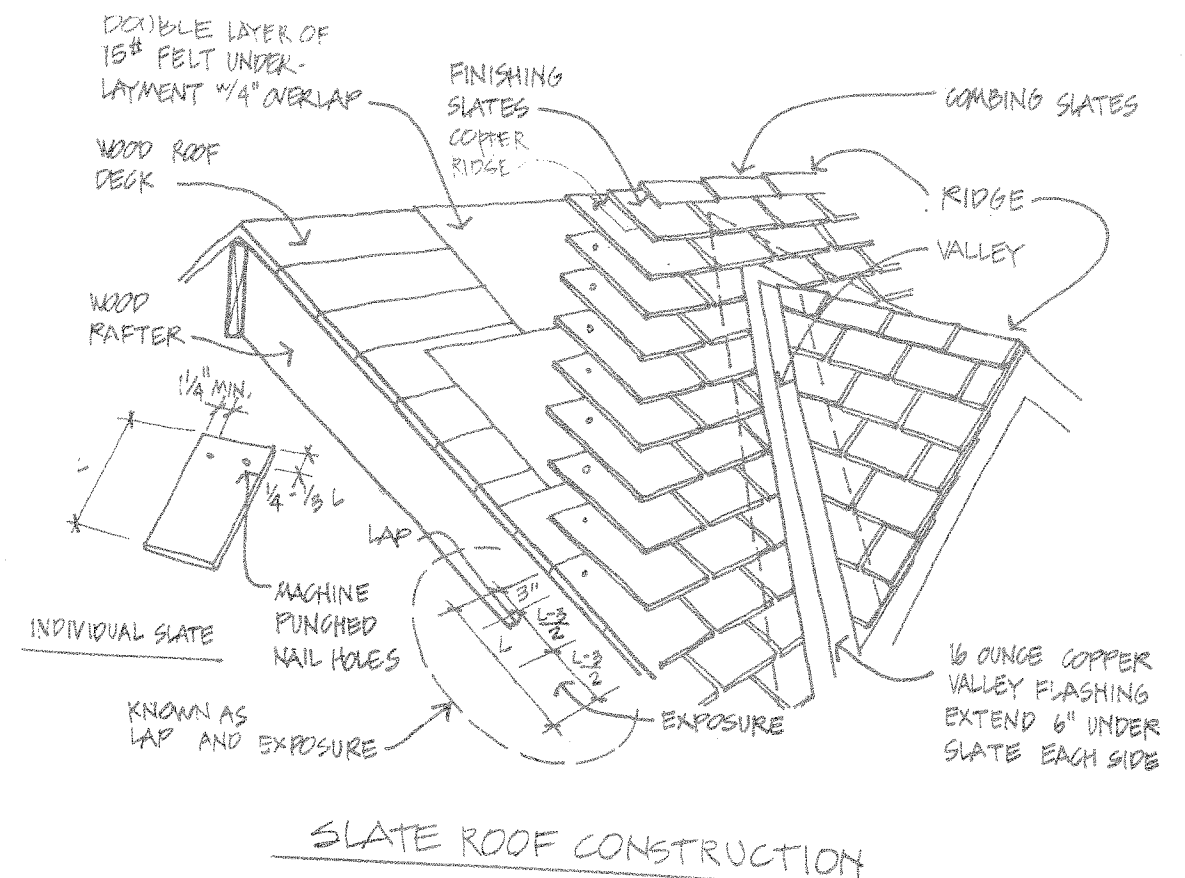 DOUBLE LAYER OF
15# FELT UNDER-
LAYMENT W/4" OVERLAP
FINISHING
SLATES
COPPER
RIDGE
COMBING SLATES
WOOD ROOF
DECK
RIDGE
VALLEY
WOOD
RAFTER
1 1/4" MIN.
L
1/4 - 1/3 L
LAP
MACHINE
PUNCHED
NAIL HOLES
INDIVIDUAL SLATE
3"
L-3
2
L
L-3
2
KNOWN AS
LAP AND EXPOSURE
EXPOSURE
16 OUNCE COPPER
VALLEY FLASHING
EXTEND 6" UNDER
SLATE EACH SIDE
SLATE ROOF CONSTRUCTION